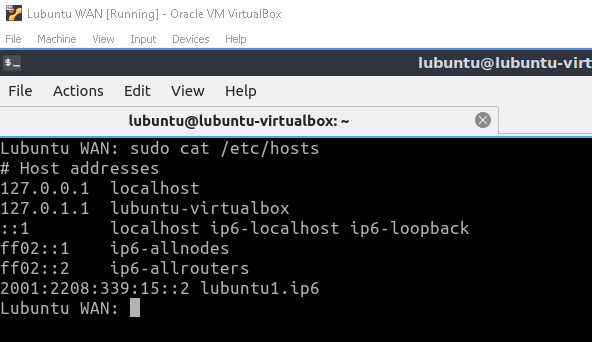 Lubuntu WAN [Running] - Oracle VM VirtualBox
File Machine View Input Devices Help
lubuntu@lubuntu-virt
File Actions Edit View Help
lubuntu@lubuntu-virtualbox: ~
Lubuntu WAN: sudo cat /etc/hosts
# Host addresses
127.0.0.1 localhost
127.0.1.1 lubuntu-virtualbox
::1 localhost ip6-localhost ip6-loopback
ff02::1 ip6-allnodes
ff02::2 ip6-allrouters
2001:2208:339:15::2 lubuntu1.ip6
Lubuntu WAN: